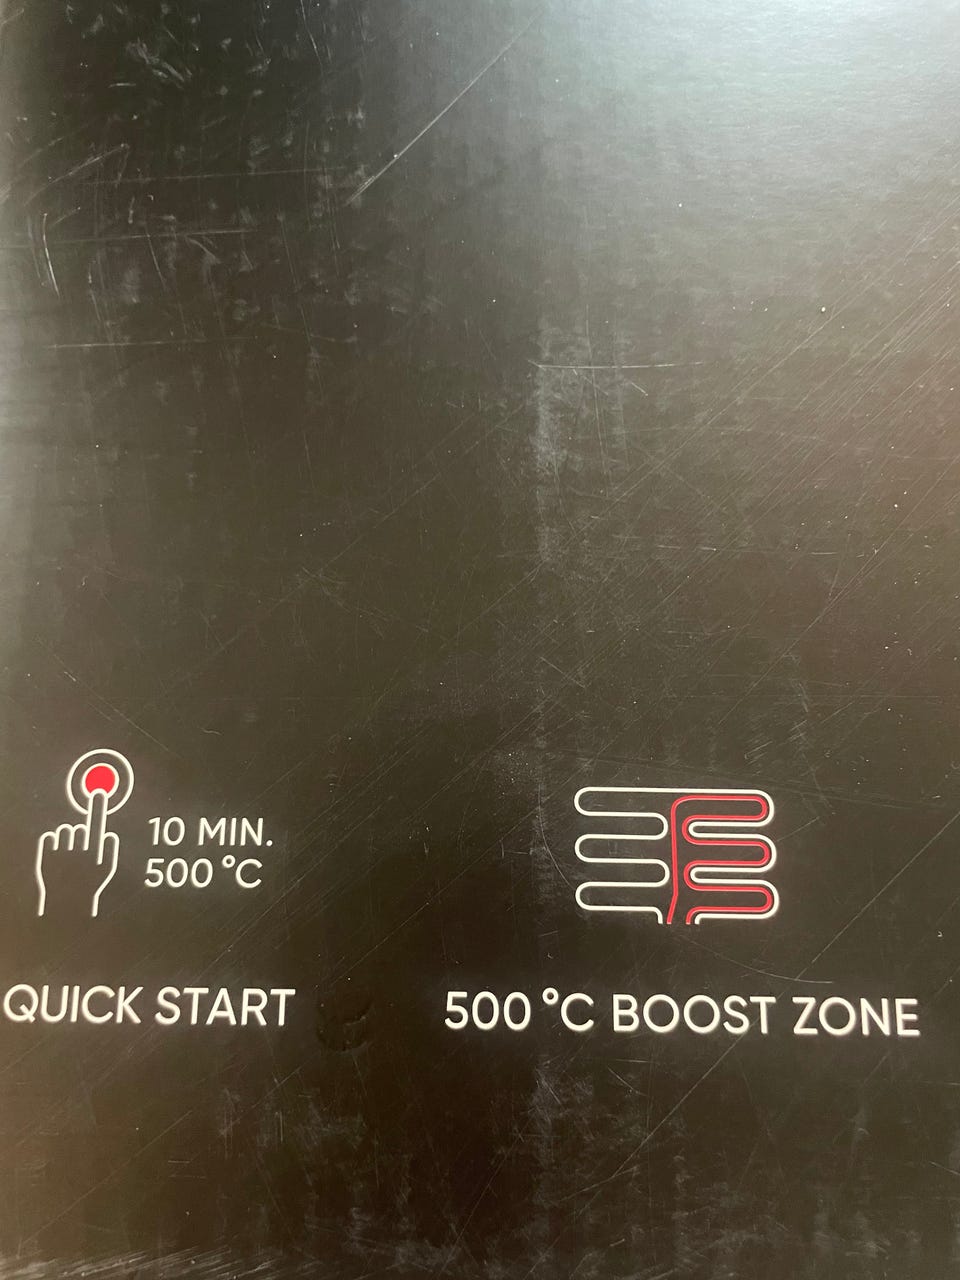 10 MIN.
500 °C
QUICK START
500 °C BOOST ZONE